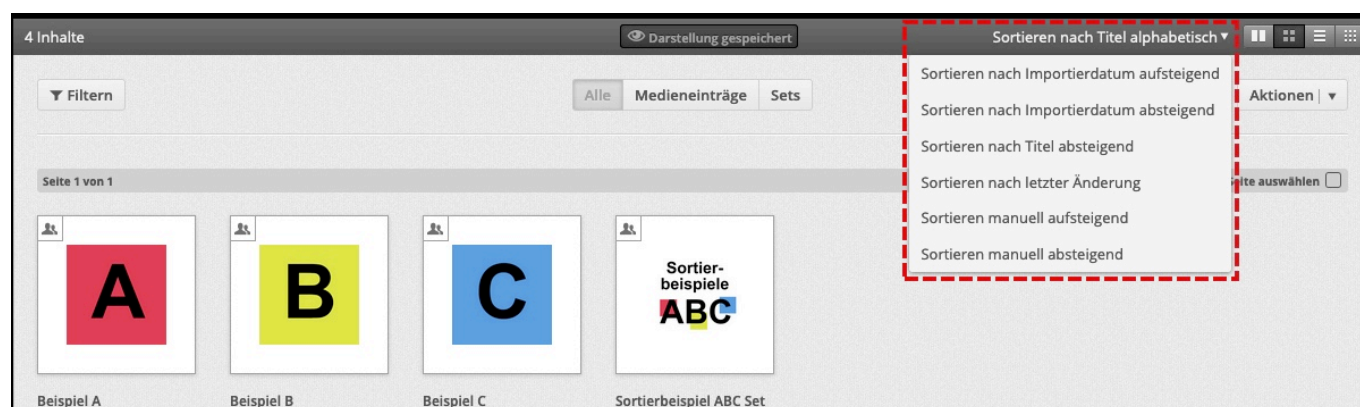 4 Inhalte
Darstellung gespeichert
Sortieren nach Titel alphabetisch ▾
Sortieren nach Importierdatum aufsteigend
Sortieren nach Importierdatum absteigend
Sortieren nach Titel absteigend
Sortieren nach letzter Änderung
Sortieren manuell aufsteigend
Sortieren manuell absteigend
Filtern
Alle Medieneinträge Sets
Aktionen | ▾
Seite 1 von 1
Seite auswählen
A
B
C
Sortier-
beispiele
ABC
Beispiel A
Beispiel B
Beispiel C
Sortierbeispiel ABC Set